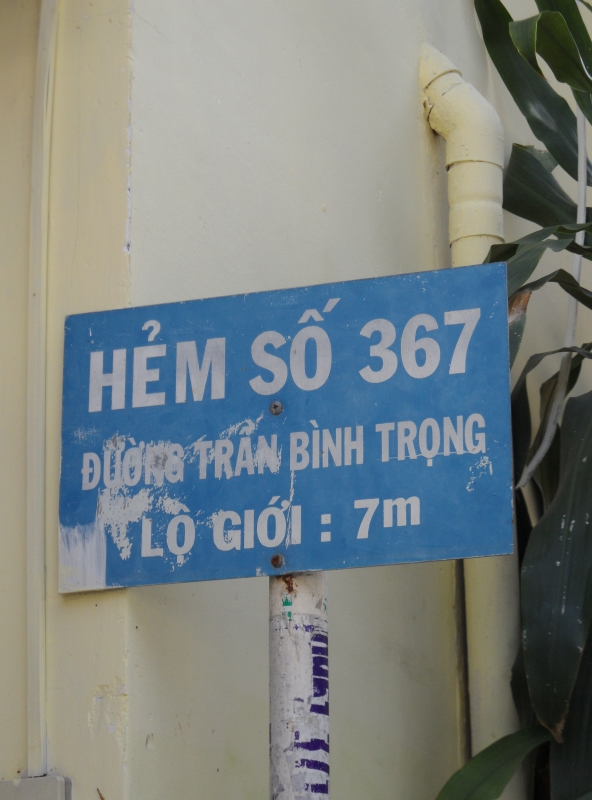 HẺM SỐ 367
ĐƯỜNG TRẦN BÌNH TRỌNG
LỘ GIỚI : 7m